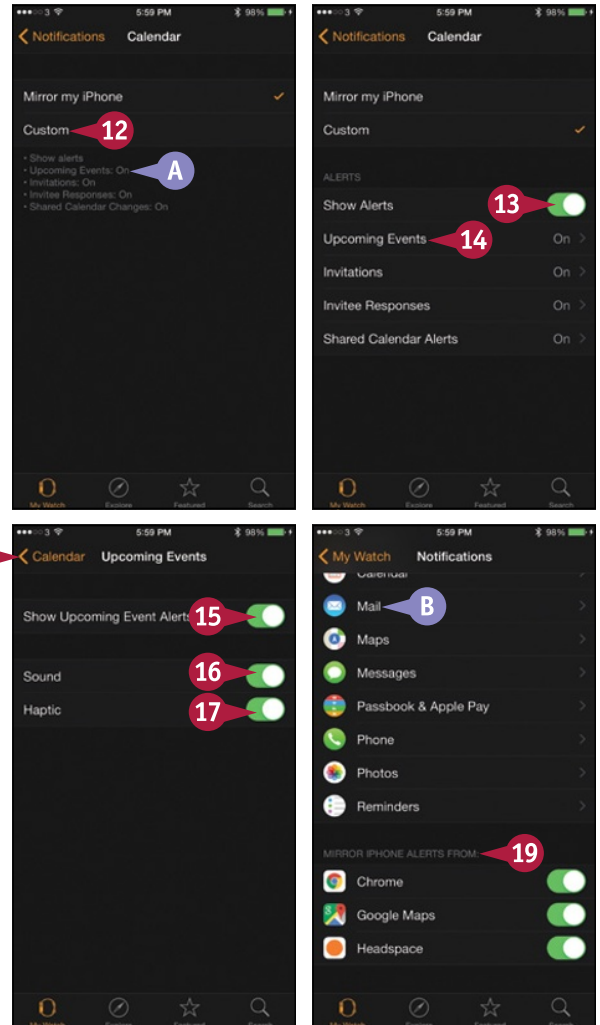 3 5:59 PM 98%
Notifications Calendar
Mirror my iPhone
Custom 12
• Show alerts
• Upcoming Events: On A
• Invitations: On
• Invitee Responses: On
• Shared Calendar Changes: On
My Watch Explore Featured Search
3 5:59 PM 98%
Notifications Calendar
Mirror my iPhone
Custom
ALERTS
Show Alerts 13
Upcoming Events 14 On
Invitations On
Invitee Responses On
Shared Calendar Alerts On
My Watch Explore Featured Search
3 5:59 PM 98%
Calendar Upcoming Events
Show Upcoming Event Alerts 15
Sound 16
Haptic 17
My Watch Explore Featured Search
3 5:59 PM 98%
My Watch Notifications
Calendar
Mail B
Maps
Messages
Passbook & Apple Pay
Phone
Photos
Reminders
MIRROR IPHONE ALERTS FROM: 19
Chrome
Google Maps
Headspace
My Watch Explore Featured Search